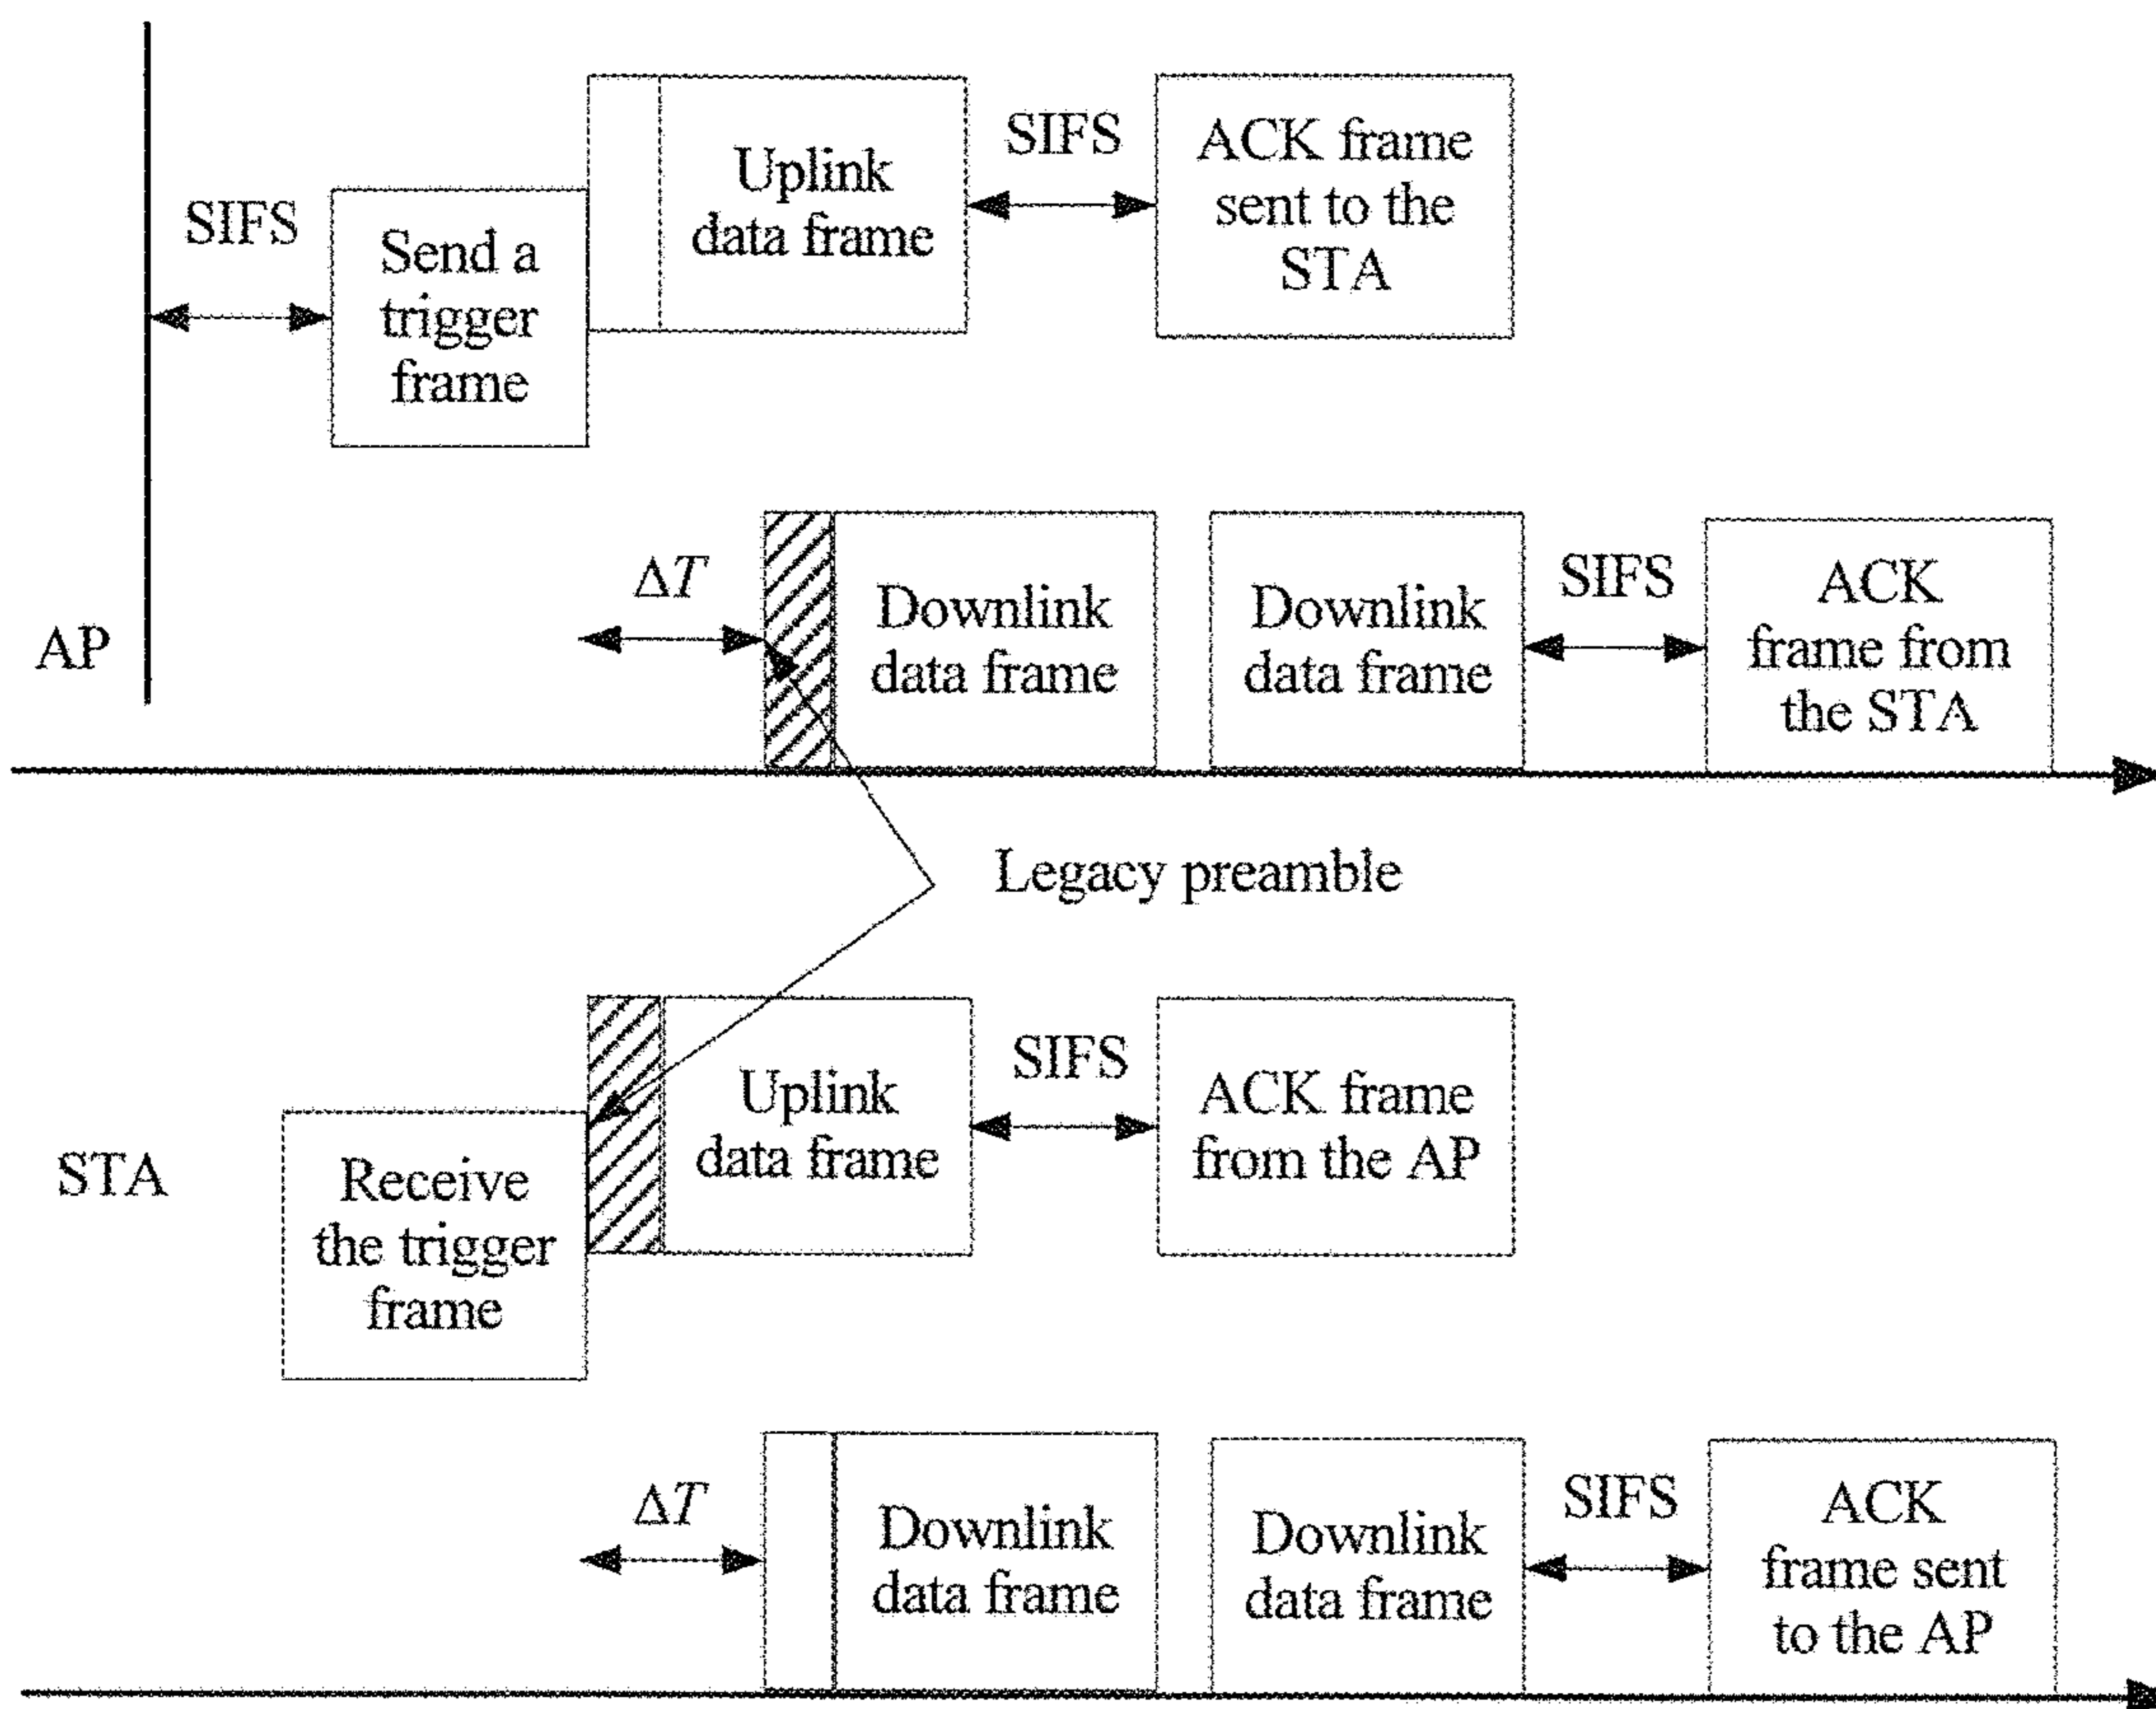 SIFS
Send a
trigger
frame
Uplink
data frame
SIFS
ACK frame
sent to the
STA
AP
ΔT
Downlink
data frame
Downlink
data frame
SIFS
ACK
frame from
the STA
Legacy preamble
STA
Receive
the trigger
frame
Uplink
data frame
SIFS
ACK frame
from the AP
ΔT
Downlink
data frame
Downlink
data frame
SIFS
ACK
frame sent
to the AP